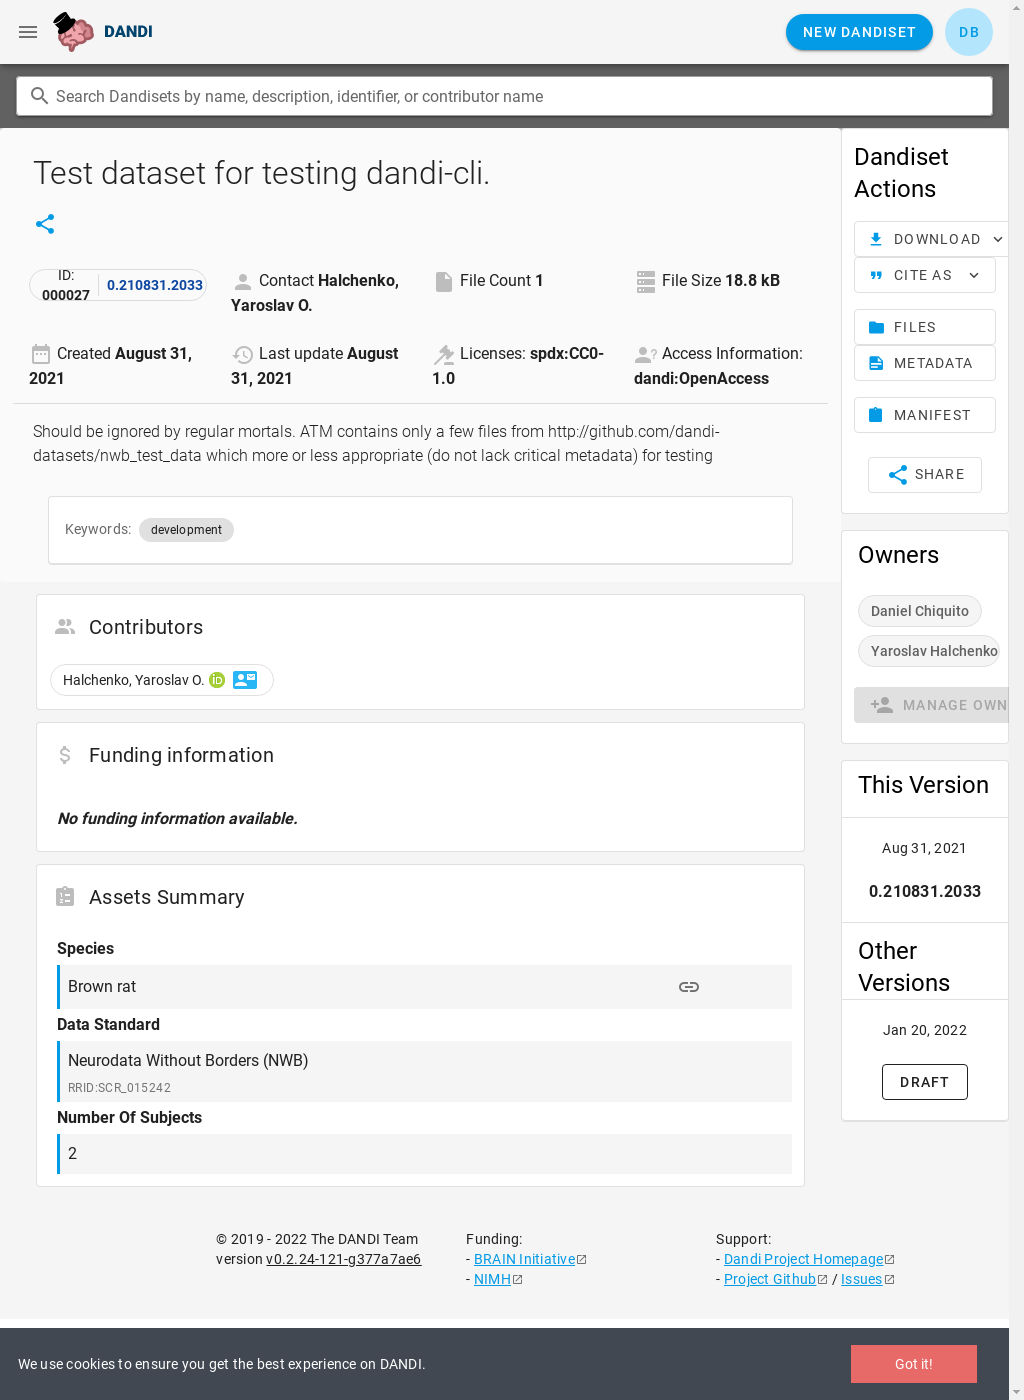 DANDI
NEW DANDISET
DB
Search Dandisets by name, description, identifier, or contributor name
Test dataset for testing dandi-cli.
ID:
000027
0.210831.2033
Contact Halchenko,
Yaroslav O.
File Count 1
File Size 18.8 kB
Created August 31,
2021
Last update August
31, 2021
Licenses: spdx:CC0-
1.0
Access Information:
dandi:OpenAccess
Should be ignored by regular mortals. ATM contains only a few files from http://github.com/dandi-
datasets/nwb_test_data which more or less appropriate (do not lack critical metadata) for testing
Keywords:
development
Contributors
Halchenko, Yaroslav O.
iD
Funding information
No funding information available.
Assets Summary
Species
Brown rat
Data Standard
Neurodata Without Borders (NWB)
RRID:SCR_015242
Number Of Subjects
2
Dandiset
Actions
DOWNLOAD
CITE AS
FILES
METADATA
MANIFEST
SHARE
Owners
Daniel Chiquito
Yaroslav Halchenko
MANAGE OWN
This Version
Aug 31, 2021
0.210831.2033
Other
Versions
Jan 20, 2022
DRAFT
© 2019 - 2022 The DANDI Team
version v0.2.24-121-g377a7ae6
Funding:
- BRAIN Initiative
- NIMH
Support:
- Dandi Project Homepage
- Project Github / Issues
We use cookies to ensure you get the best experience on DANDI.
Got it!